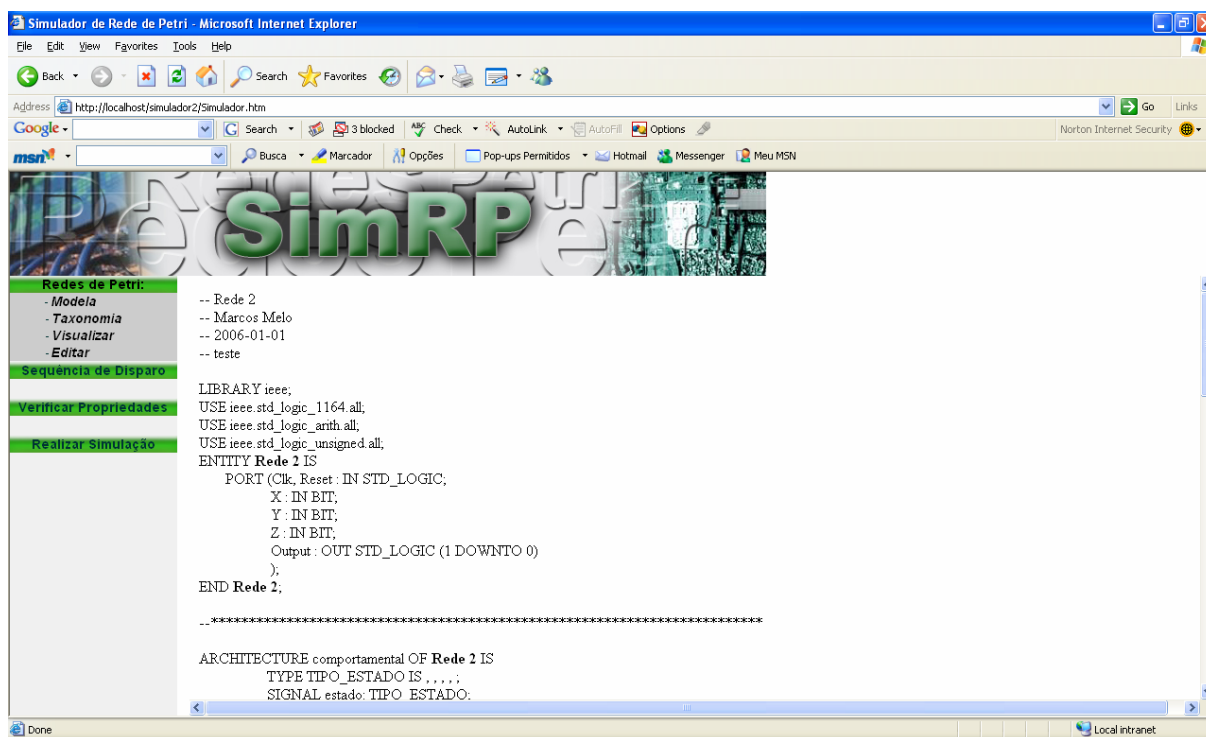 Simulador de Rede de Petri - Microsoft Internet Explorer
File Edit View Favorites Tools Help
Back Search Favorites
Address http://localhost/simulador2/Simulador.htm Go Links
Google Search 3 blocked ABC Check AutoLink AutoFill Options Norton Internet Security
msn Busca Marcador Opções Pop-ups Permitidos Hotmail Messenger Meu MSN
SimRP
Redes de Petri:
- Modela
- Taxonomia
- Visualizar
- Editar
Sequência de Disparo
Verificar Propriedades
Realizar Simulação
-- Rede 2
-- Marcos Melo
-- 2006-01-01
-- teste
LIBRARY ieee;
USE ieee.std_logic_1164.all;
USE ieee.std_logic_arith.all;
USE ieee.std_logic_unsigned.all;
ENTITY Rede 2 IS
PORT (Clk, Reset : IN STD_LOGIC;
X : IN BIT;
Y : IN BIT;
Z : IN BIT;
Output : OUT STD_LOGIC (1 DOWNTO 0)
);
END Rede 2;
--**************************************************************************
ARCHITECTURE comportamental OF Rede 2 IS
TYPE TIPO_ESTADO IS , , , , ;
SIGNAL estado: TIPO_ESTADO;
Done Local intranet